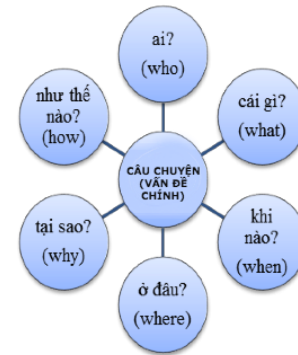 ai?
(who)
cái gì?
(what)
khi
nào?
(when)
ở đâu?
(where)
tại sao?
(why)
như thế
nào?
(how)
CÂU CHUYỆN
(VẤN ĐỀ
CHÍNH)